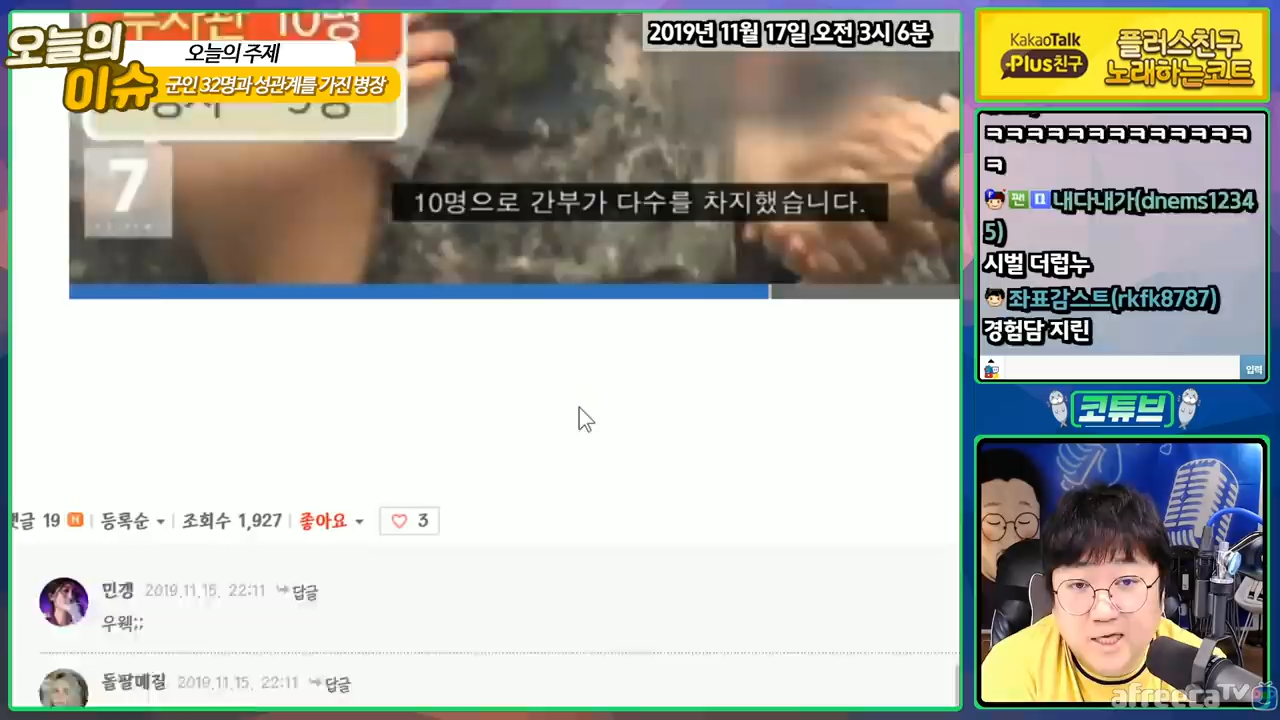 오늘의
이슈
오늘의 주제
군인 32명과 성관계를 가진 병장
2019년 11월 17일 오전 3시 6분
10명
7
10명으로 간부가 다수를 차지했습니다.
댓글 19 N | 등록순 | 조회수 1,927 | 좋아요 3
민갱 2019.11.15. 22:11 답글
우웩;;
돌팔매질 2019.11.15. 22:11 답글
KakaoTalk
Plus친구
플러스친구
노래하는코트
ㅋㅋㅋㅋㅋㅋㅋㅋㅋㅋㅋㅋㅋ
ㅋ
팬 내다내가(dnems1234
5)
시벌 더럽누
좌표감스트(rkfk8787)
경험담 지린
입력
코튜브
afreecaTV